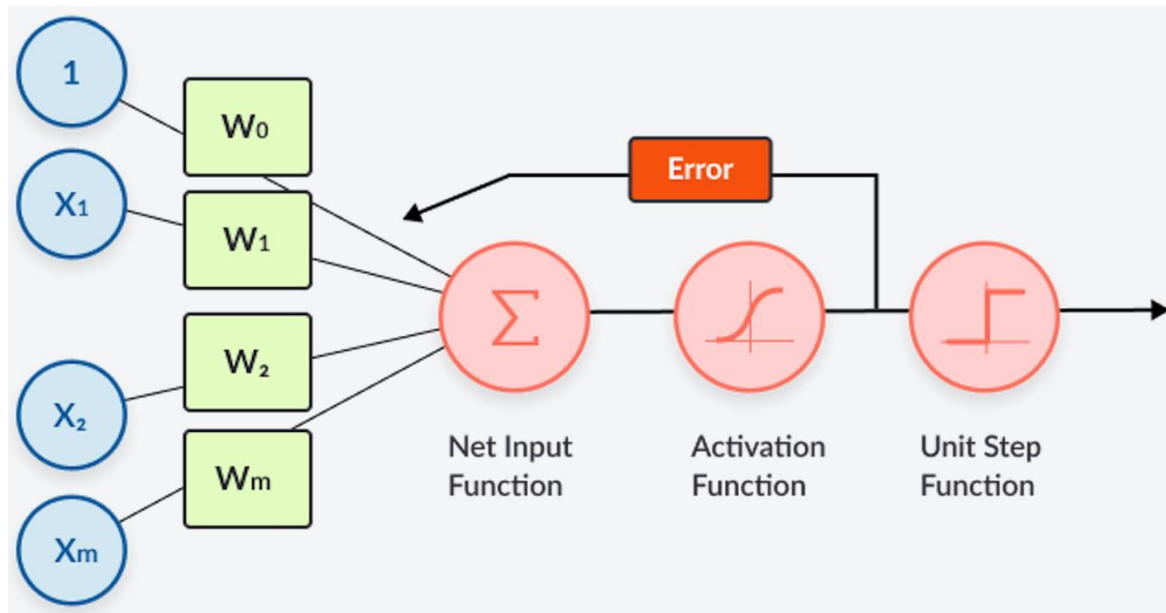 1
W0
X1
W1
Error
X2
W2
Xm
Wm
Σ
Net Input
Function
Activation
Function
Unit Step
Function